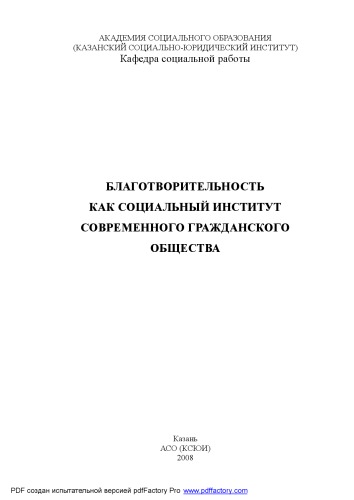 АКАДЕМИЯ СОЦИАЛЬНОГО ОБРАЗОВАНИЯ
(КАЗАНСКИЙ СОЦИАЛЬНО-ЮРИДИЧЕСКИЙ ИНСТИТУТ)
Кафедра социальной работы
БЛАГОТВОРИТЕЛЬНОСТЬ
КАК СОЦИАЛЬНЫЙ ИНСТИТУТ
СОВРЕМЕННОГО ГРАЖДАНСКОГО
ОБЩЕСТВА
Казань
АСО (КСЮИ)
2008
PDF создан испытательной версией pdfFactory Pro www.pdffactory.com